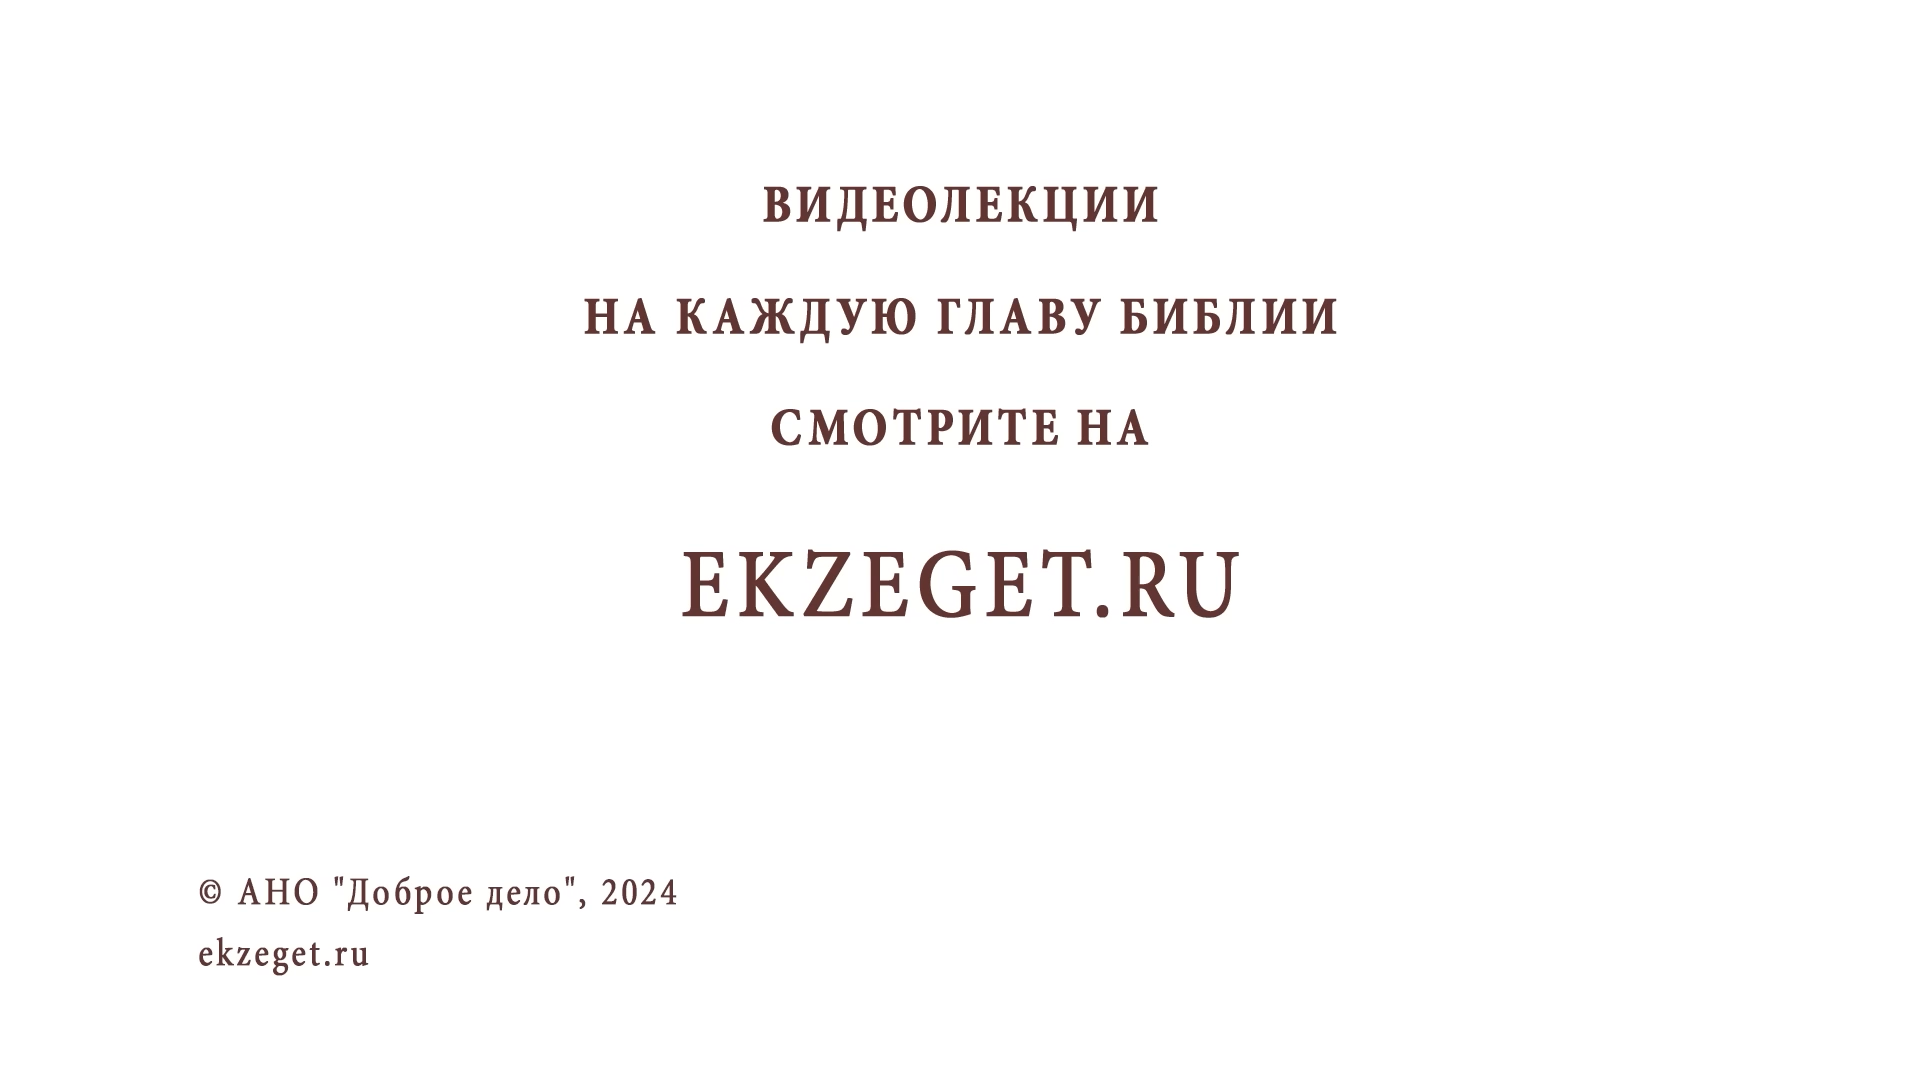 ВИДЕОЛЕКЦИИ
НА КАЖДУЮ ГЛАВУ БИБЛИИ
СМОТРИТЕ НА
EKZEGET.RU
© АНО "Доброе дело", 2024
ekzeget.ru